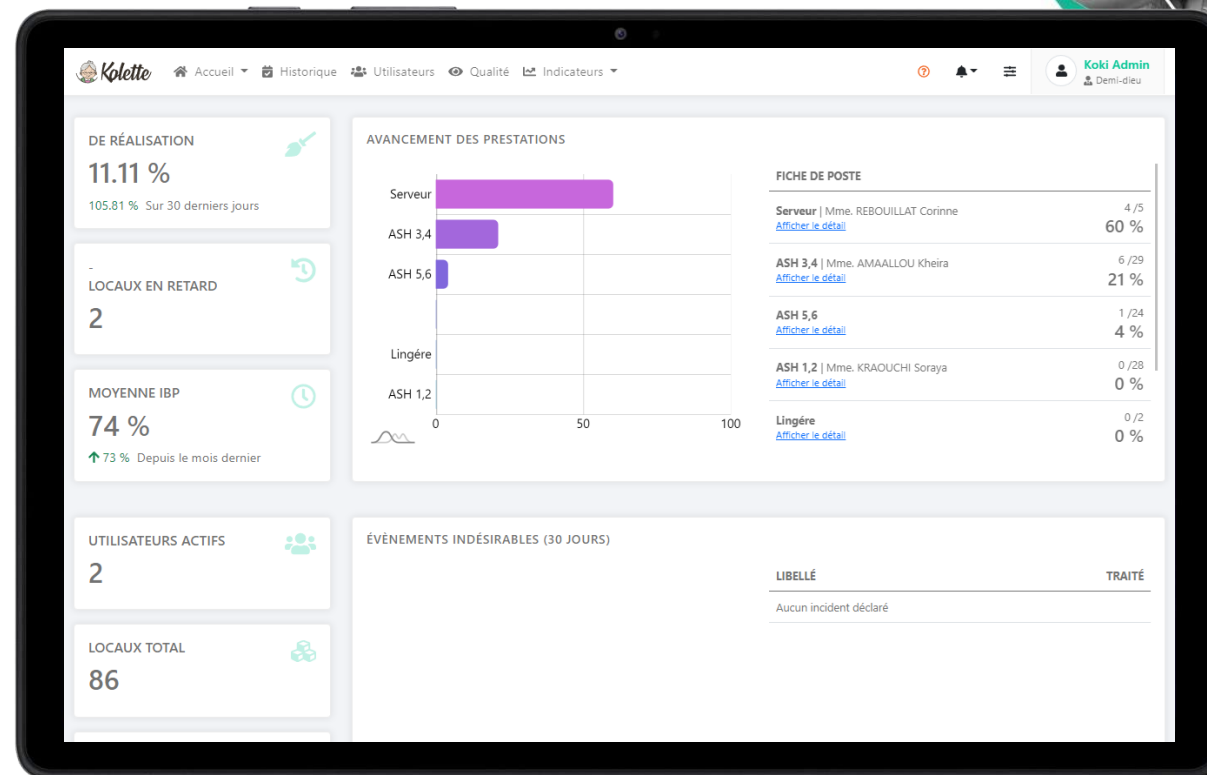 Kolette Accueil Historique Utilisateurs Qualité Indicateurs
Koki Admin
Demi-dieu
DE RÉALISATION
11.11 %
105.81 % Sur 30 derniers jours
-
LOCAUX EN RETARD
2
MOYENNE IBP
74 %
73 % Depuis le mois dernier
AVANCEMENT DES PRESTATIONS
Serveur
ASH 3,4
ASH 5,6
Lingére
ASH 1,2
0 50 100
FICHE DE POSTE
Serveur | Mme. REBOUILLAT Corinne 4 /5
Afficher le détail 60 %
ASH 3,4 | Mme. AMAALLOU Kheira 6 /29
Afficher le détail 21 %
ASH 5,6 1 /24
Afficher le détail 4 %
ASH 1,2 | Mme. KRAOUCHI Soraya 0 /28
Afficher le détail 0 %
Lingére 0 /2
Afficher le détail 0 %
UTILISATEURS ACTIFS
2
LOCAUX TOTAL
86
ÉVÈNEMENTS INDÉSIRABLES (30 JOURS)
LIBELLÉ TRAITÉ
Aucun incident déclaré